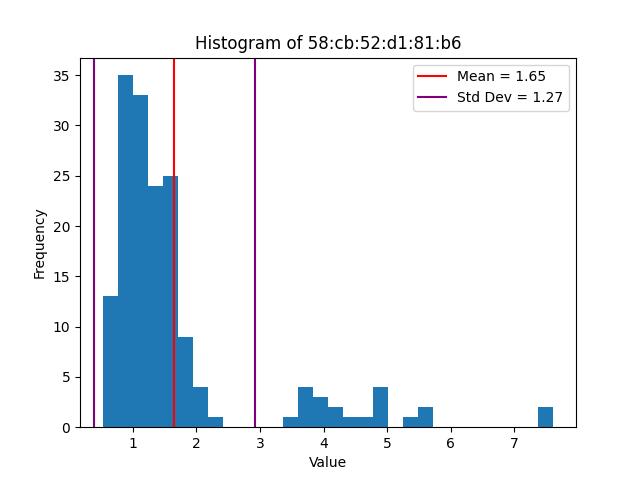 Histogram of 58:cb:52:d1:81:b6
Mean = 1.65
Std Dev = 1.27
Frequency
35
30
25
20
15
10
5
0
1 2 3 4 5 6 7
Value